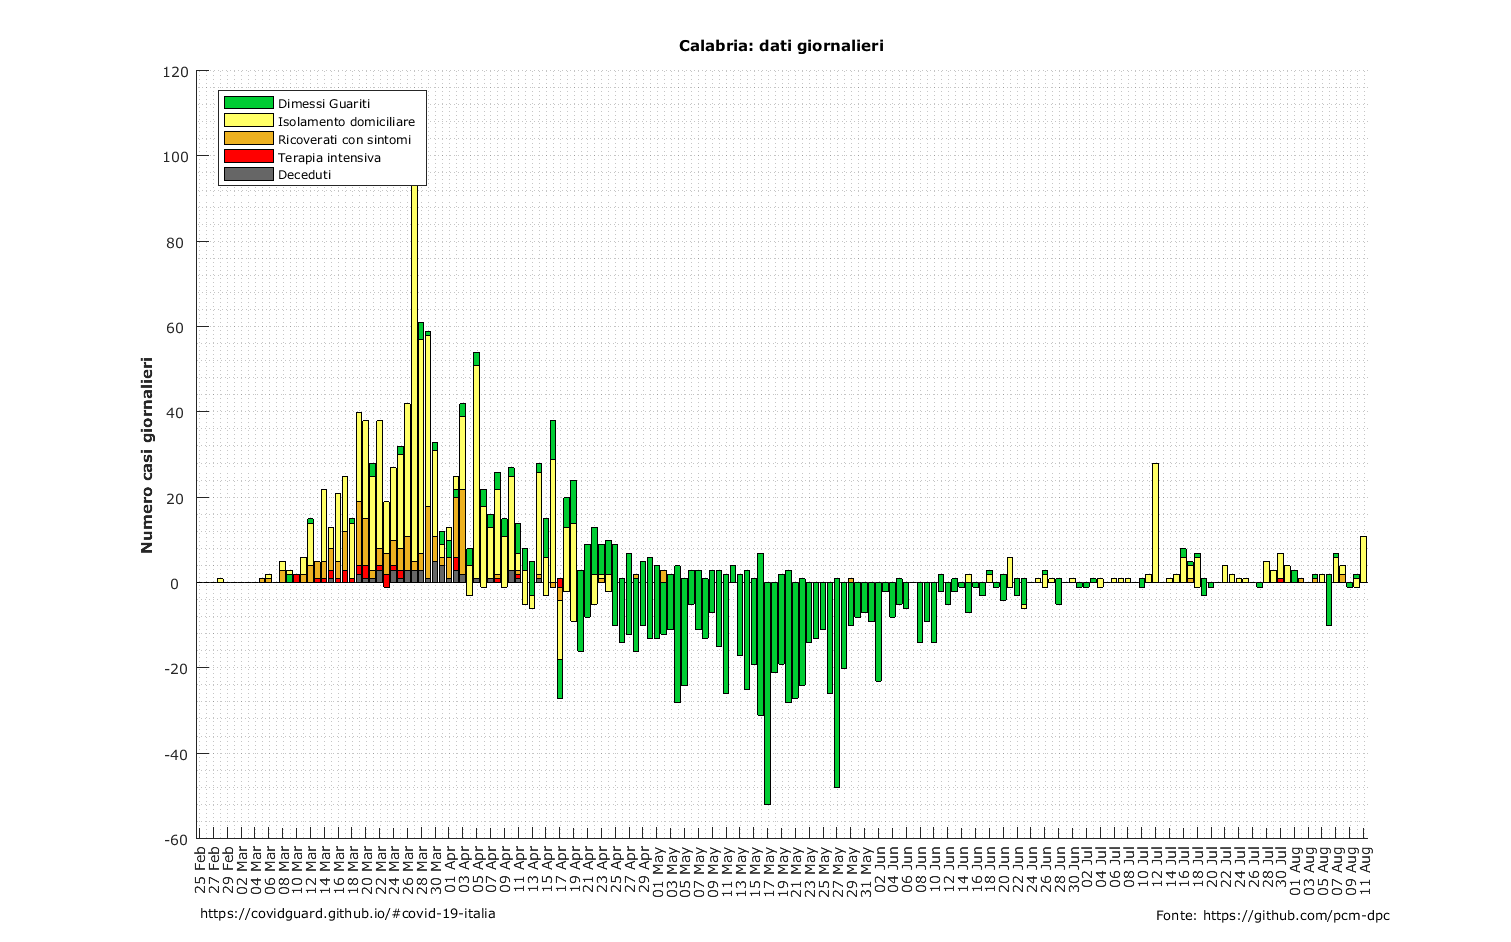 Calabria: dati giornalieri
120
100
80
60
40
20
0
-20
-40
-60
Numero casi giornalieri
Dimessi Guariti
Isolamento domiciliare
Ricoverati con sintomi
Terapia intensiva
Deceduti
25 Feb
27 Feb
29 Feb
02 Mar
04 Mar
06 Mar
08 Mar
10 Mar
12 Mar
14 Mar
16 Mar
18 Mar
20 Mar
22 Mar
24 Mar
26 Mar
28 Mar
30 Mar
01 Apr
03 Apr
05 Apr
07 Apr
09 Apr
11 Apr
13 Apr
15 Apr
17 Apr
19 Apr
21 Apr
23 Apr
25 Apr
27 Apr
29 Apr
01 May
03 May
05 May
07 May
09 May
11 May
13 May
15 May
17 May
19 May
21 May
23 May
25 May
27 May
29 May
31 May
02 Jun
04 Jun
06 Jun
08 Jun
10 Jun
12 Jun
14 Jun
16 Jun
18 Jun
20 Jun
22 Jun
24 Jun
26 Jun
28 Jun
30 Jun
02 Jul
04 Jul
06 Jul
08 Jul
10 Jul
12 Jul
14 Jul
16 Jul
18 Jul
20 Jul
22 Jul
24 Jul
26 Jul
28 Jul
30 Jul
01 Aug
03 Aug
05 Aug
07 Aug
09 Aug
11 Aug
https://covidguard.github.io/#covid-19-italia
Fonte: https://github.com/pcm-dpc